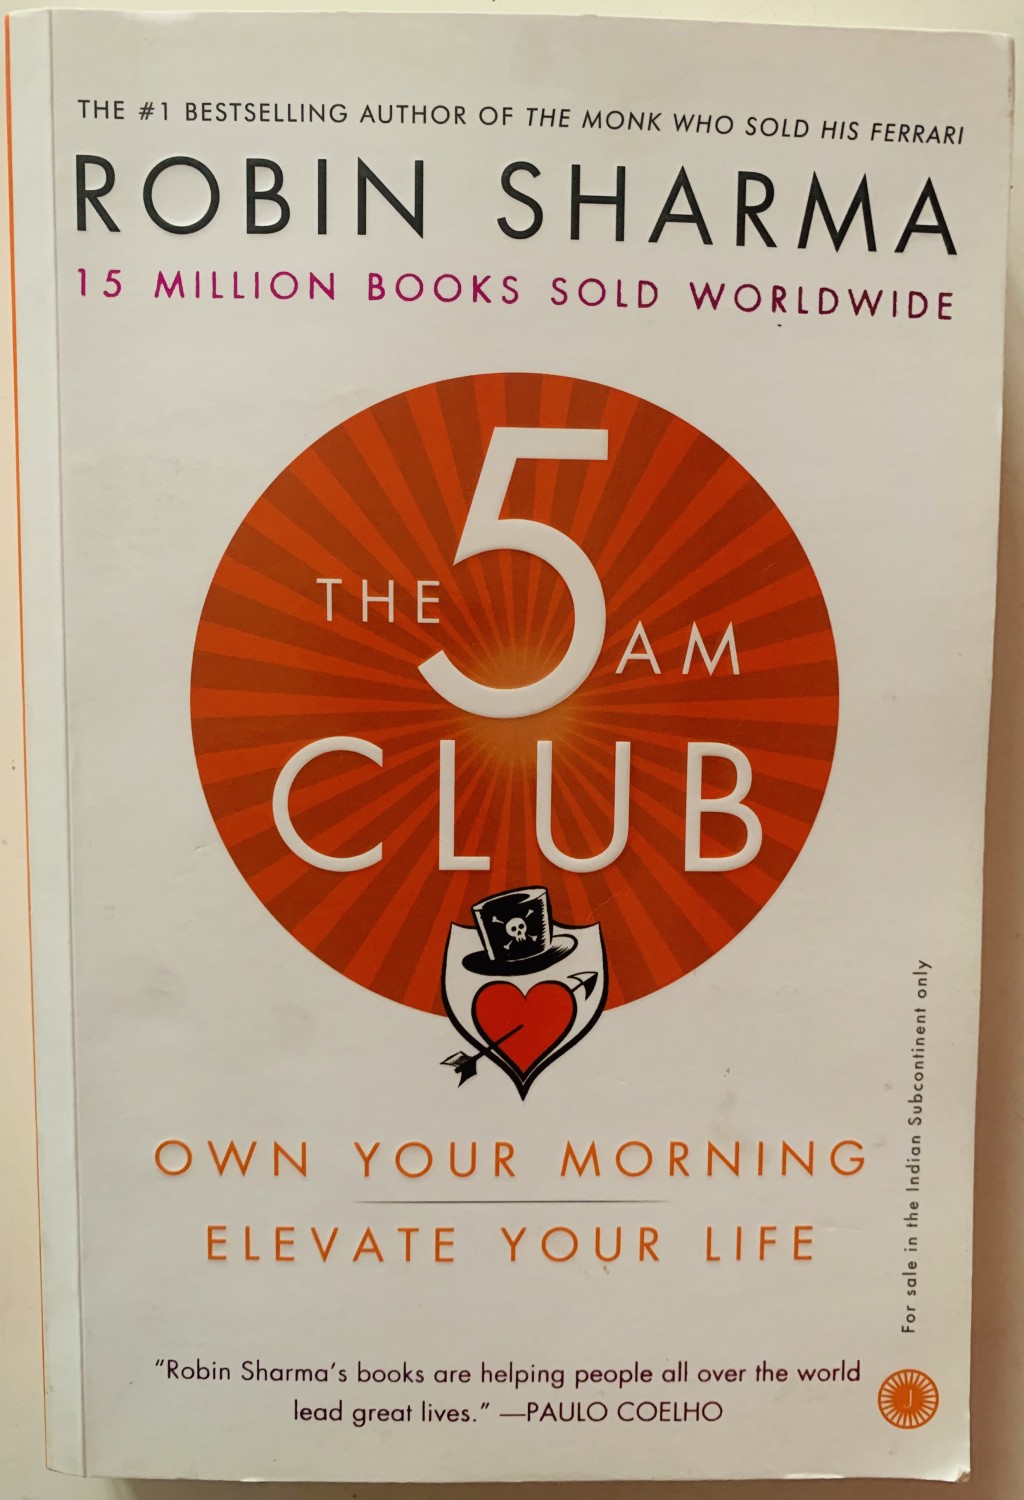 THE #1 BESTSELLING AUTHOR OF THE MONK WHO SOLD HIS FERRARI
ROBIN SHARMA
15 MILLION BOOKS SOLD WORLDWIDE
THE 5 AM
CLUB
OWN YOUR MORNING
ELEVATE YOUR LIFE
For sale in the Indian Subcontinent only
“Robin Sharma’s books are helping people all over the world
lead great lives.” —PAULO COELHO
J